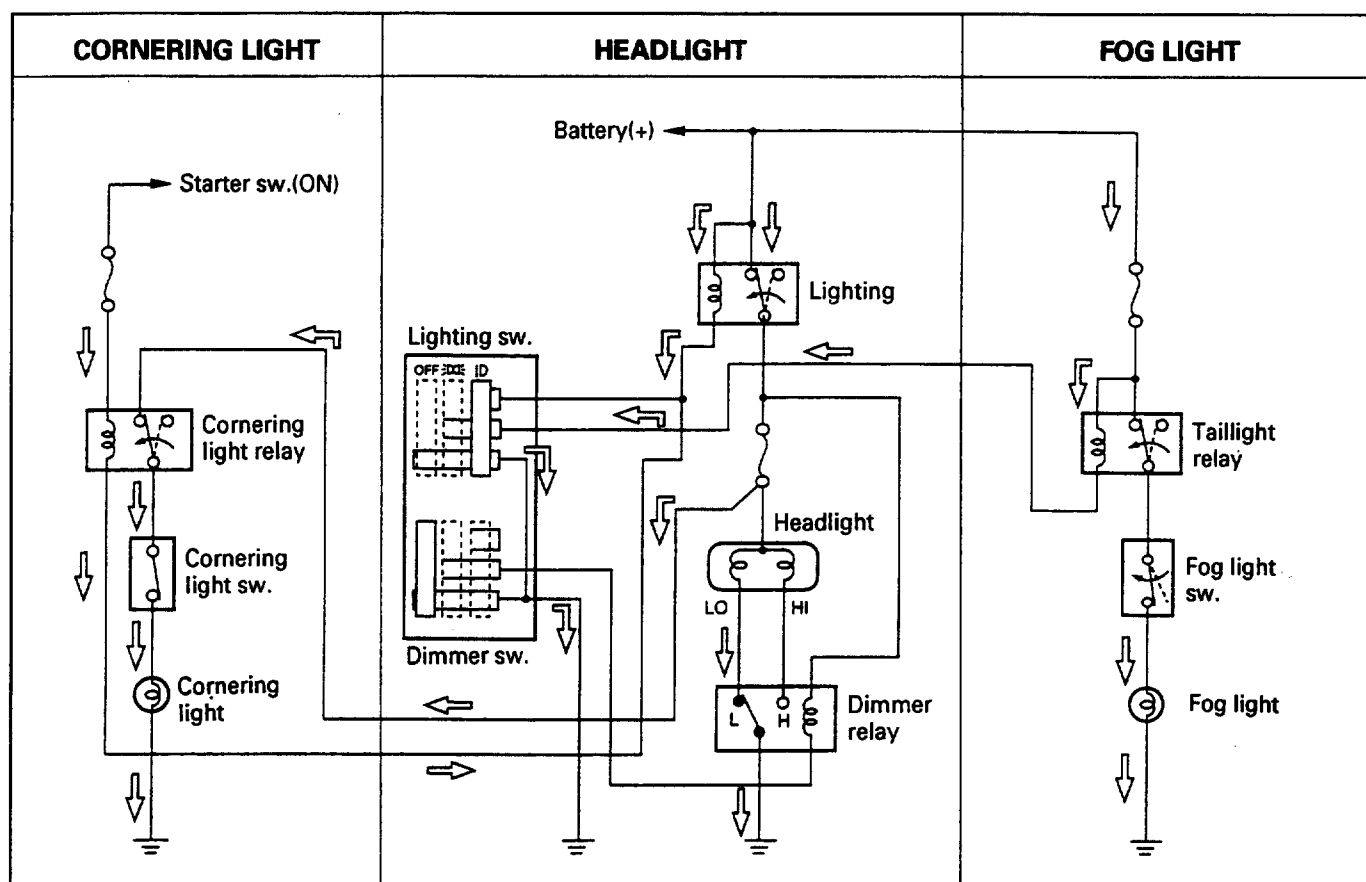 CORNERING LIGHT
HEADLIGHT
FOG LIGHT
Battery(+)
Starter sw.(ON)
Lighting
Lighting sw.
OFF
Cornering
light relay
Taillight
relay
Headlight
Cornering
light sw.
Fog light
sw.
LO
HI
Dimmer sw.
Cornering
light
L
H
Dimmer
relay
Fog light